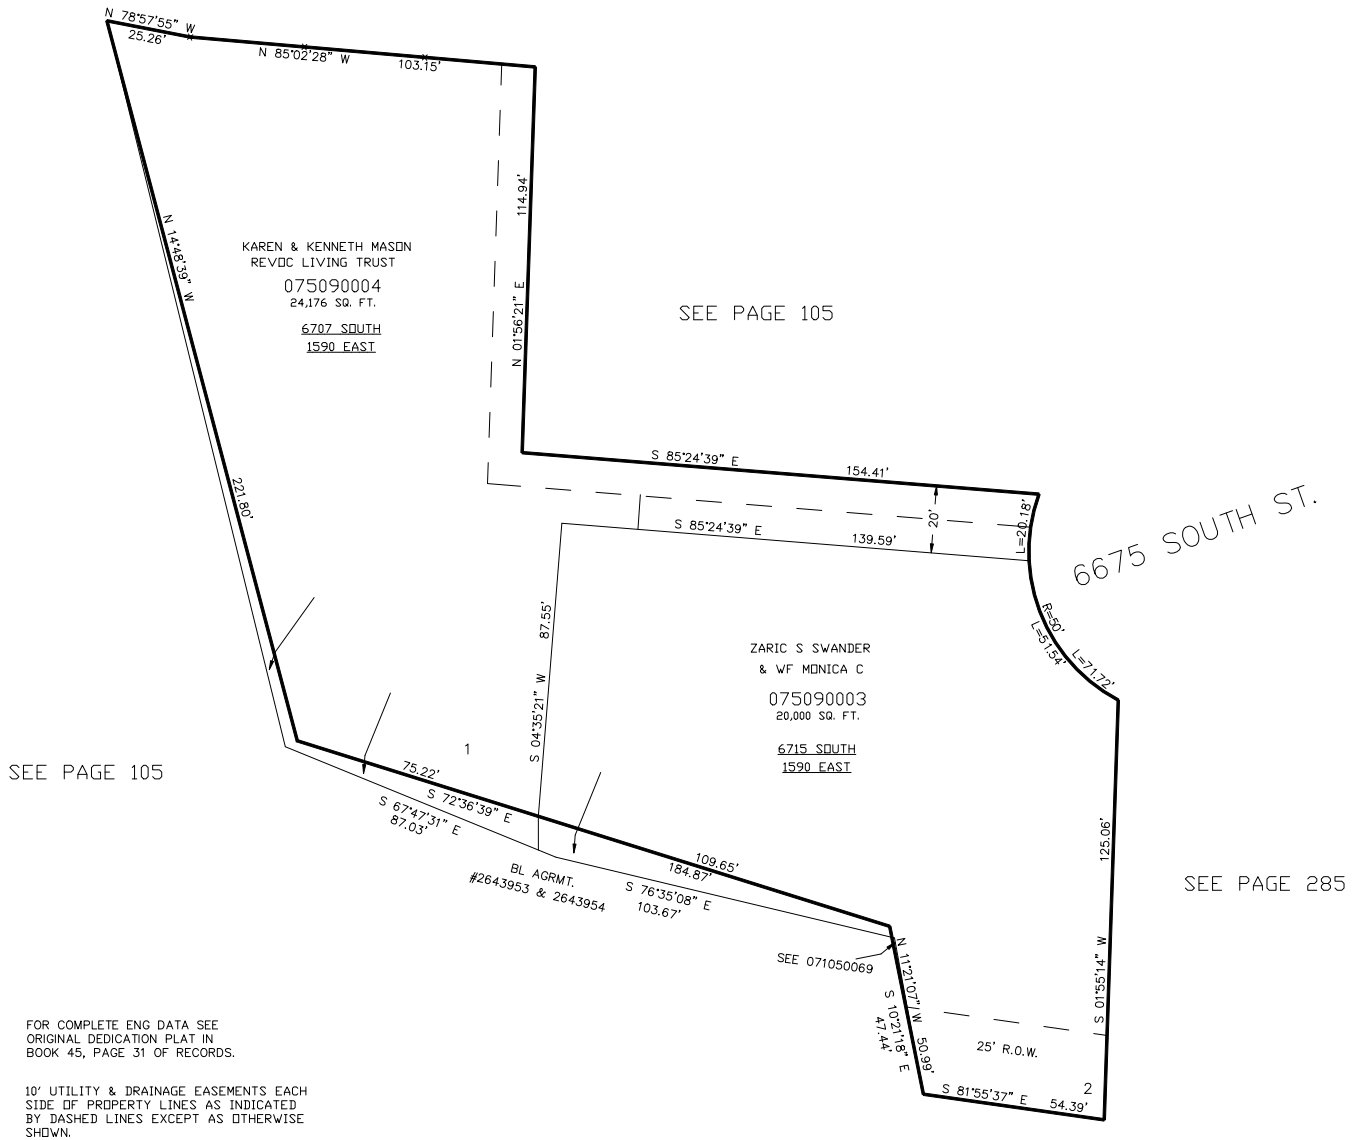 N 78°57'55" W
25.26'
N 85°02'28" W
103.15'
114.94'
N 01°56'21" E
N 14°48'39" W
221.80'
KAREN & KENNETH MASON
REVOC LIVING TRUST
075090004
24,176 SQ. FT.
6707 SOUTH
1590 EAST
SEE PAGE 105
S 85°24'39" E
154.41'
S 85°24'39" E
139.59'
20'
L=20.18'
6675 SOUTH ST.
R=50'
L=51.54'
L=71.72'
87.55'
S 04°35'21" W
ZARIC S SWANDER
& WF MONICA C
075090003
20,000 SQ. FT.
6715 SOUTH
1590 EAST
1
SEE PAGE 105
75.22'
S 72°36'39" E
S 67°47'31" E
87.03'
109.65'
184.87'
BL AGRMT.
#2643953 & 2643954
S 76°35'08" E
103.67'
125.06'
S 01°55'14" W
SEE PAGE 285
SEE 071050069
N 11°21'07" W
50.99'
S 10°21'18" E
47.44'
25' R.O.W.
S 81°55'37" E
54.39'
2
FOR COMPLETE ENG DATA SEE
ORIGINAL DEDICATION PLAT IN
BOOK 45, PAGE 31 OF RECORDS.
10' UTILITY & DRAINAGE EASEMENTS EACH
SIDE OF PROPERTY LINES AS INDICATED
BY DASHED LINES EXCEPT AS OTHERWISE
SHOWN.